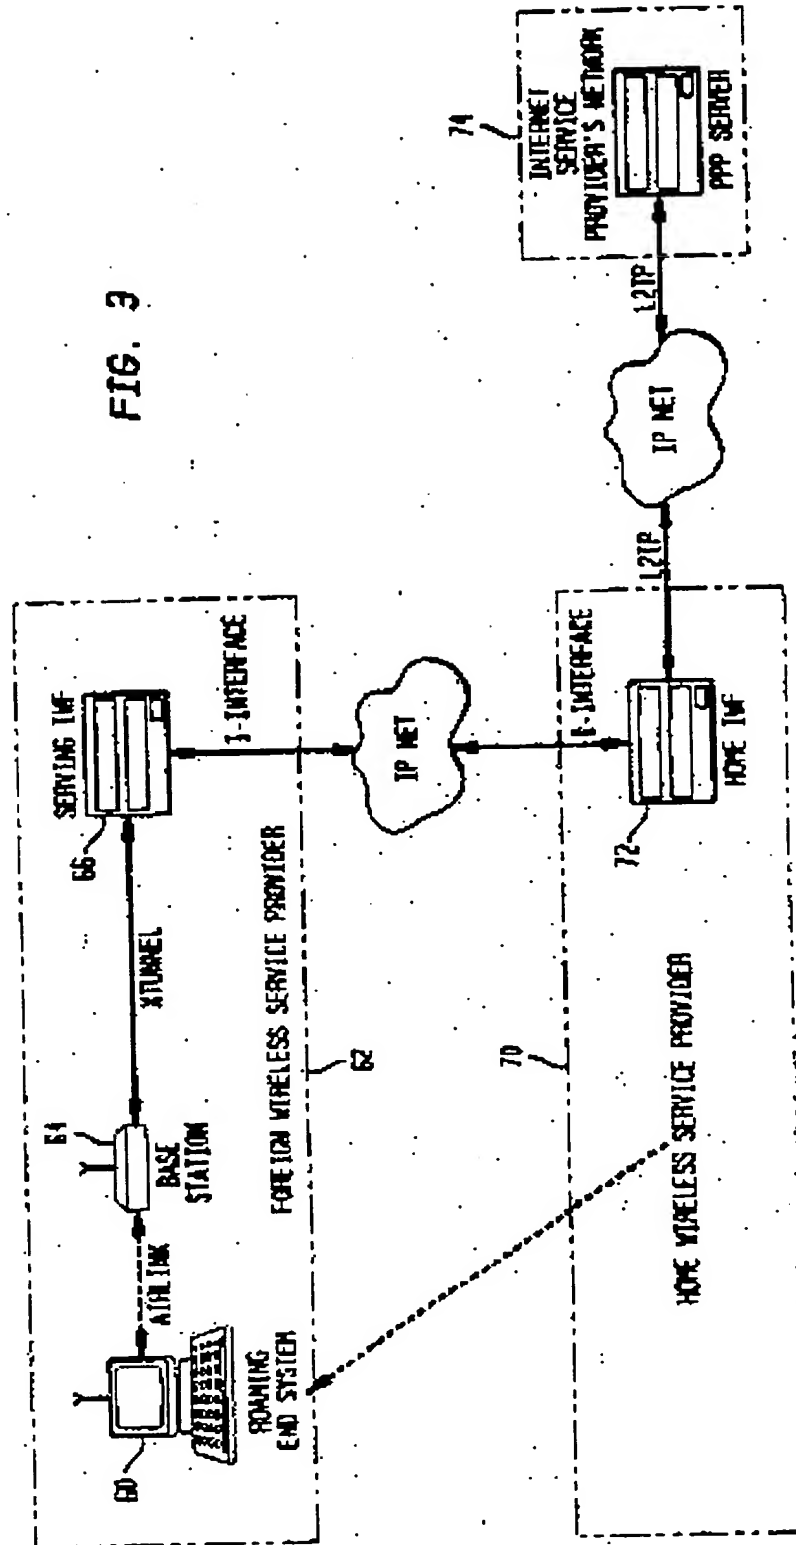 FIG. 3
60
ROAMING
END SYSTEM
AIRLINK
64
BASE
STATION
XTUNNEL
66
SERVING IWF
I-INTERFACE
FOREIGN WIRELESS SERVICE PROVIDER
62
IP NET
70
HOME WIRELESS SERVICE PROVIDER
I-INTERFACE
72
HOME IWF
L2TP
IP NET
L2TP
74
INTERNET
SERVICE
PROVIDER'S NETWORK
PPP SERVER